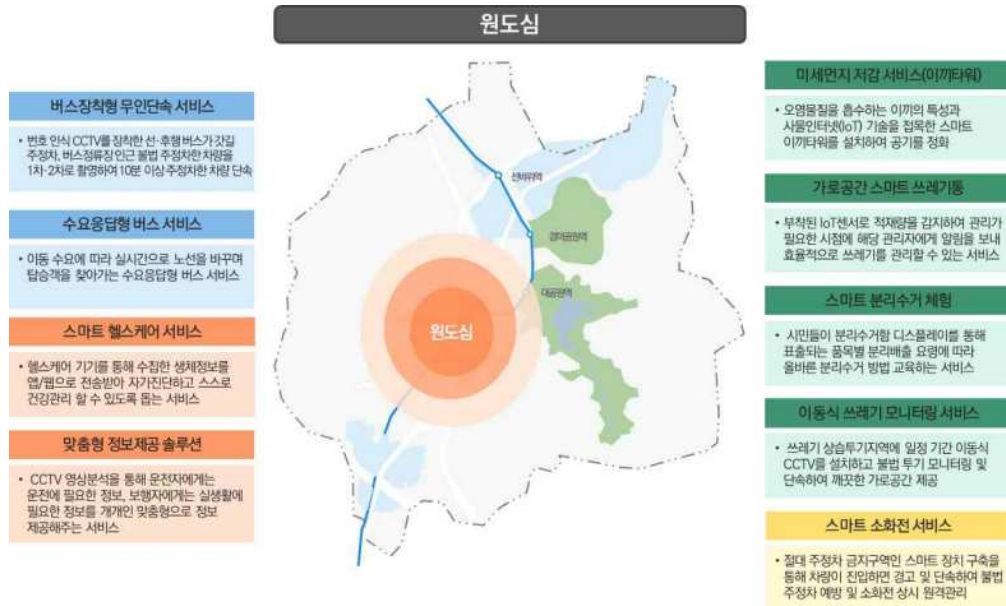 원도심
버스장착형 무인단속 서비스
• 번호 인식 CCTV를 장착한 선·후행 버스가 갓길
주정차, 버스정류장 인근 불법 주정차한 차량을
1차·2차로 촬영하여 10분 이상 주정차한 차량 단속
수요응답형 버스 서비스
• 이동 수요에 따라 실시간으로 노선을 바꾸며
탑승객을 찾아가는 수요응답형 버스 서비스
스마트 헬스케어 서비스
• 헬스케어 기기를 통해 수집한 생체정보를
앱/웹으로 전송받아 자가진단하고 스스로
건강관리 할 수 있도록 돕는 서비스
맞춤형 정보제공 솔루션
• CCTV 영상분석을 통해 운전자에게는
운전에 필요한 정보, 보행자에게는 실생활에
필요한 정보를 개개인 맞춤형으로 정보
제공해주는 서비스
선바위역
경마공원역
대공원역
원도심
미세먼지 저감 서비스(이끼타워)
• 오염물질을 흡수하는 이끼의 특성과
사물인터넷(IoT) 기술을 접목한 스마트
이끼타워를 설치하여 공기를 정화
가로공간 스마트 쓰레기통
• 부착된 IoT센서로 적재량을 감지하여 관리가
필요한 시점에 해당 관리자에게 알림을 보내
효율적으로 쓰레기를 관리할 수 있는 서비스
스마트 분리수거 체험
• 시민들이 분리수거함 디스플레이를 통해
표출되는 품목별 분리배출 요령에 따라
올바른 분리수거 방법 교육하는 서비스
이동식 쓰레기 모니터링 서비스
• 쓰레기 상습투기지역에 일정 기간 이동식
CCTV를 설치하고 불법 투기 모니터링 및
단속하여 깨끗한 가로공간 제공
스마트 소화전 서비스
• 절대 주정차 금지구역인 스마트 장치 구축을
통해 차량이 진입하면 경고 및 단속하여 불법
주정차 예방 및 소화전 상시 원격관리